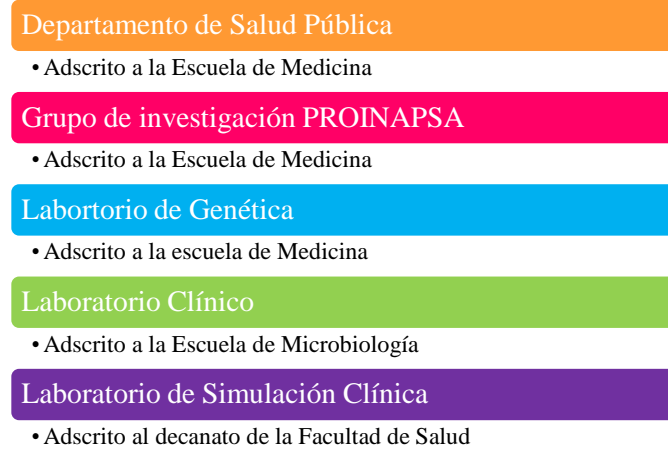 Departamento de Salud Pública
• Adscrito a la Escuela de Medicina
Grupo de investigación PROINAPSA
• Adscrito a la Escuela de Medicina
Labortorio de Genética
• Adscrito a la escuela de Medicina
Laboratorio Clínico
• Adscrito a la Escuela de Microbiología
Laboratorio de Simulación Clínica
• Adscrito al decanato de la Facultad de Salud